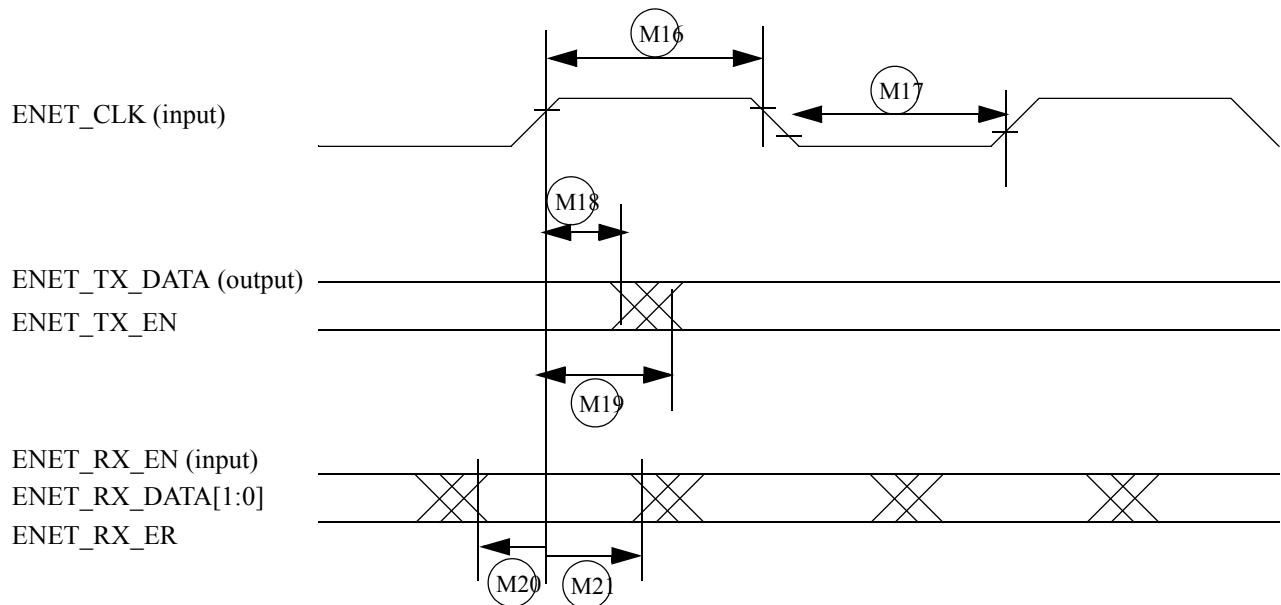 M16
ENET_CLK (input)
M17
M18
ENET_TX_DATA (output)
ENET_TX_EN
M19
ENET_RX_EN (input)
ENET_RX_DATA[1:0]
ENET_RX_ER
M20
M21